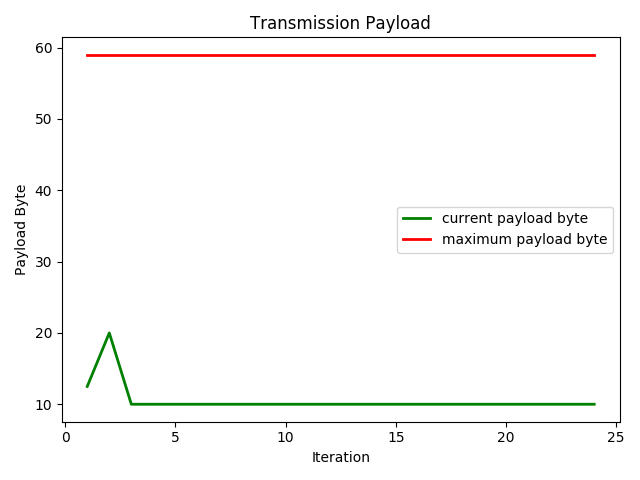 Transmission Payload
60
50
40
30
20
10
Payload Byte
current payload byte
maximum payload byte
0 5 10 15 20 25
Iteration